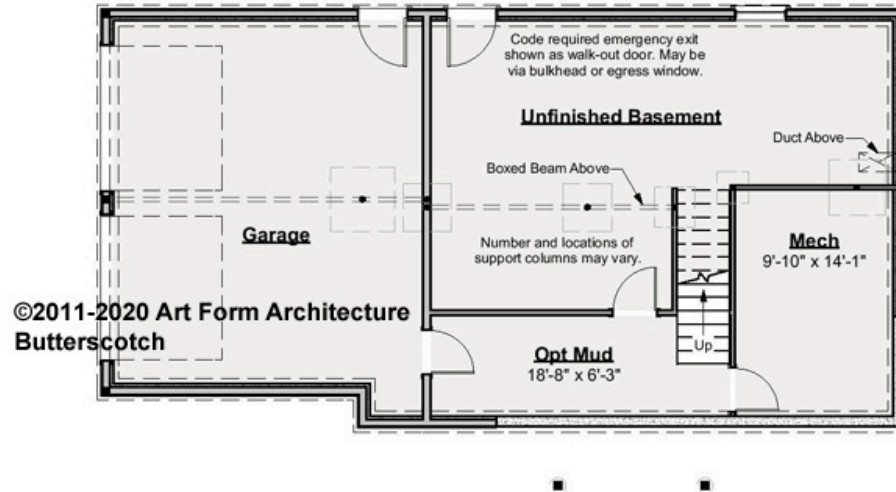 Code required emergency exit
shown as walk-out door. May be
via bulkhead or egress window.
Unfinished Basement
Duct Above
Boxed Beam Above
Garage
Number and locations of
support columns may vary.
Mech
9'-10" x 14'-1"
©2011-2020 Art Form Architecture
Butterscotch
Up
Opt Mud
18'-8" x 6'-3"